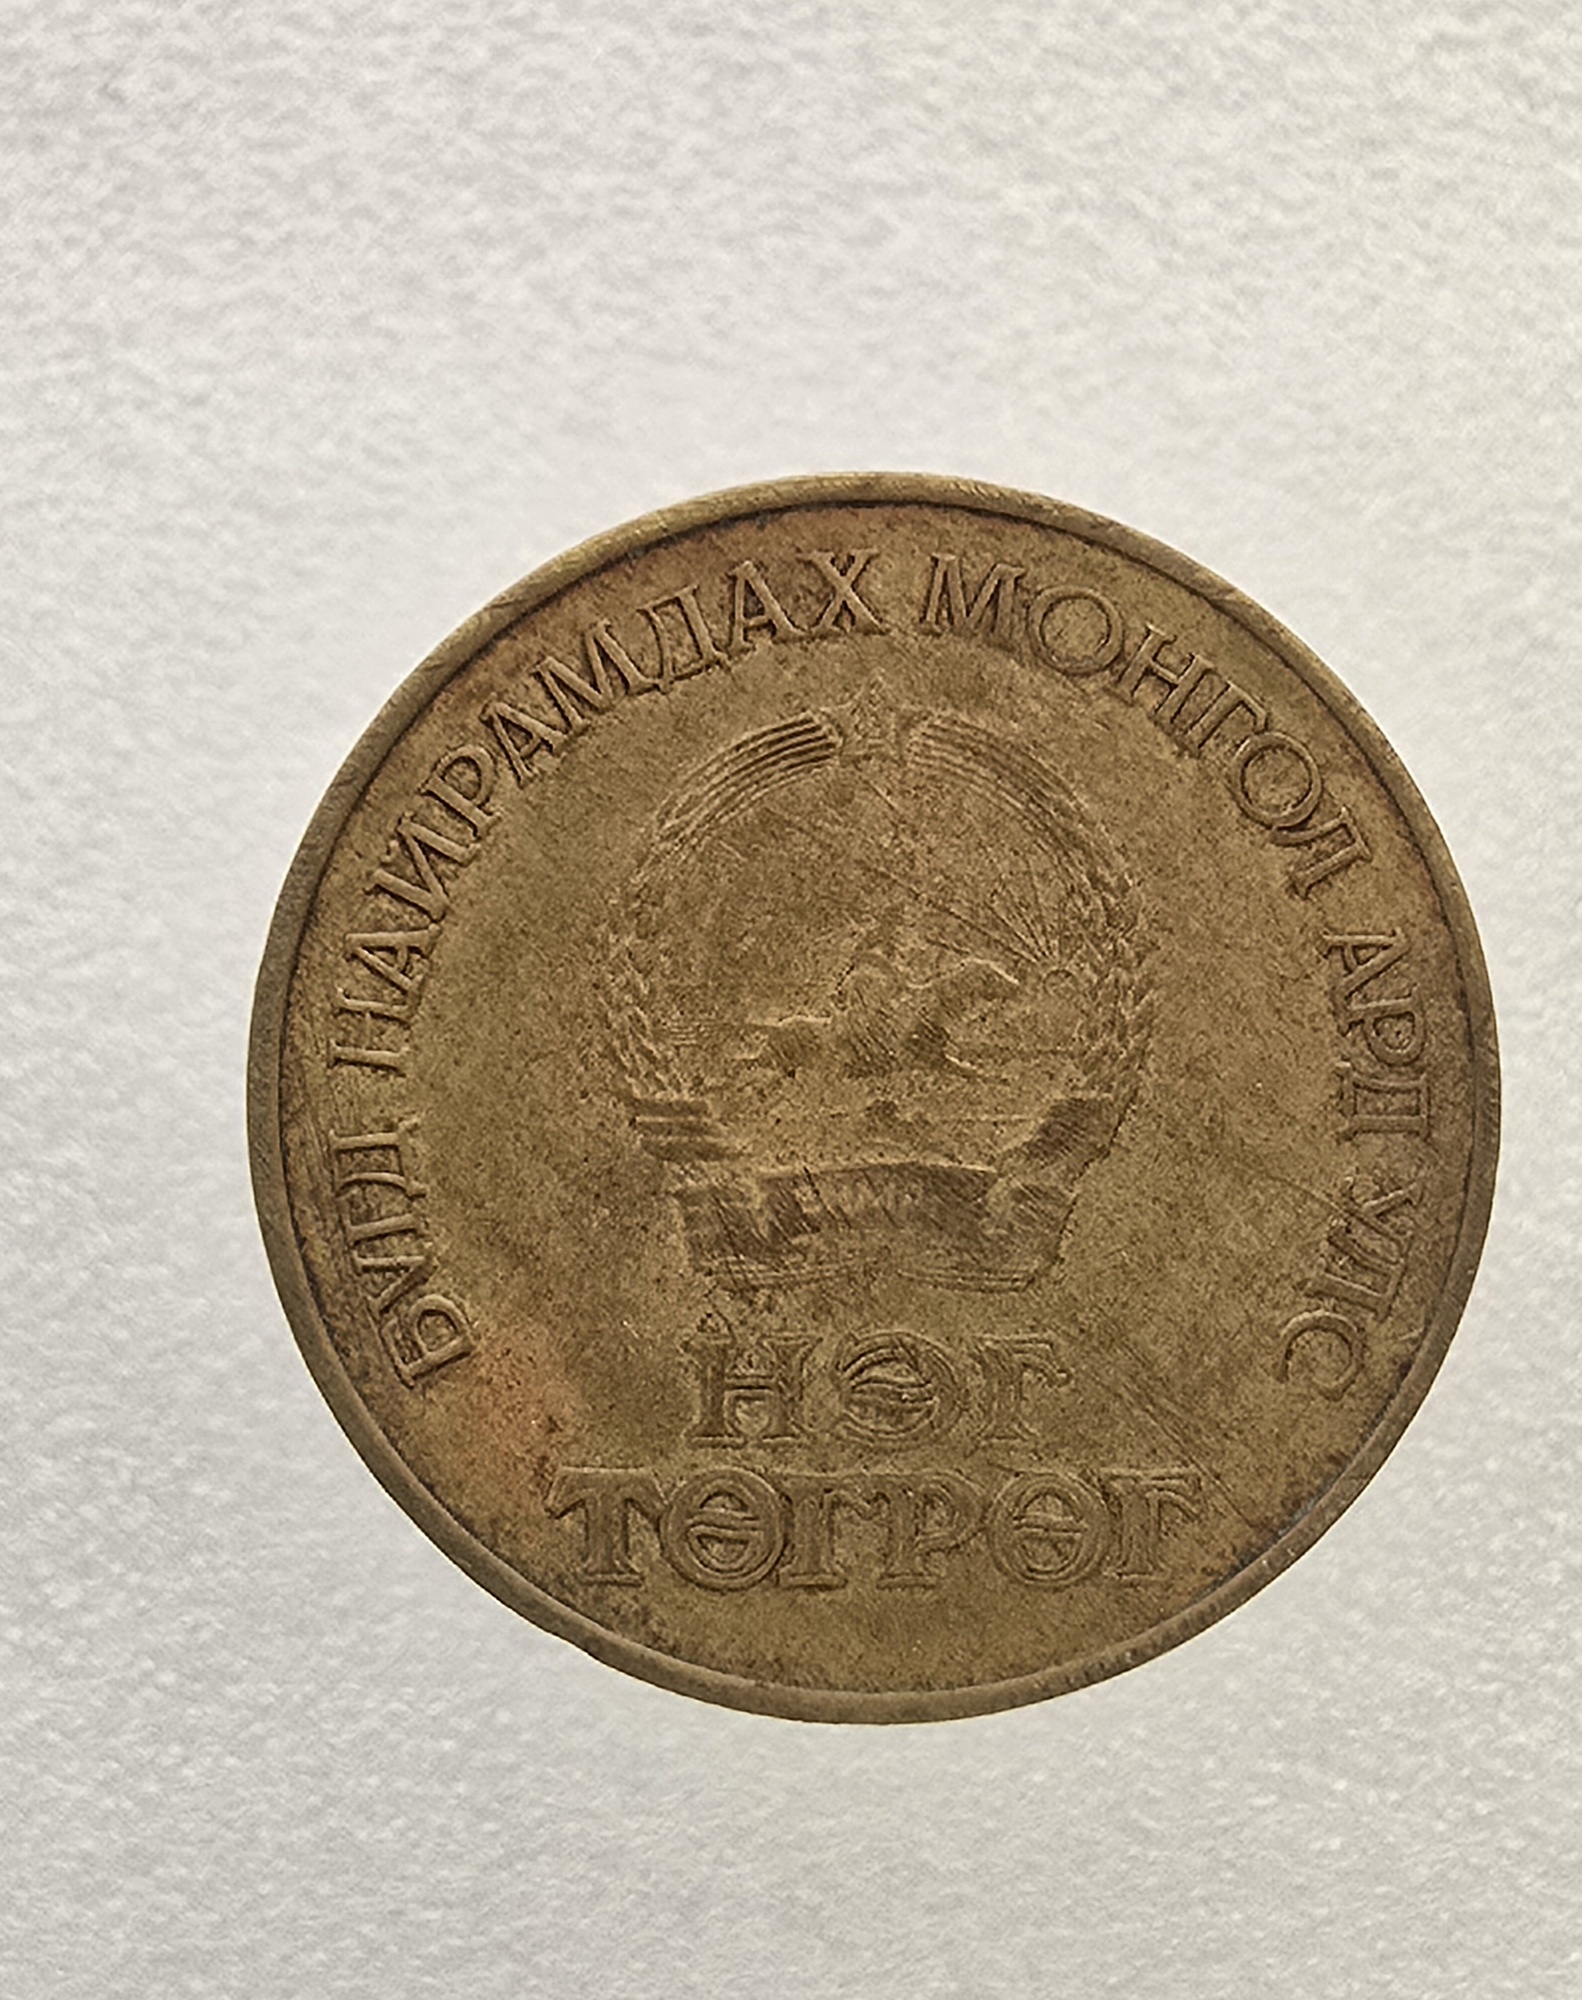 БҮГД НАЙРАМДАХ МОНГОЛ АРД УЛС
НЭГ
ТӨГРӨГ